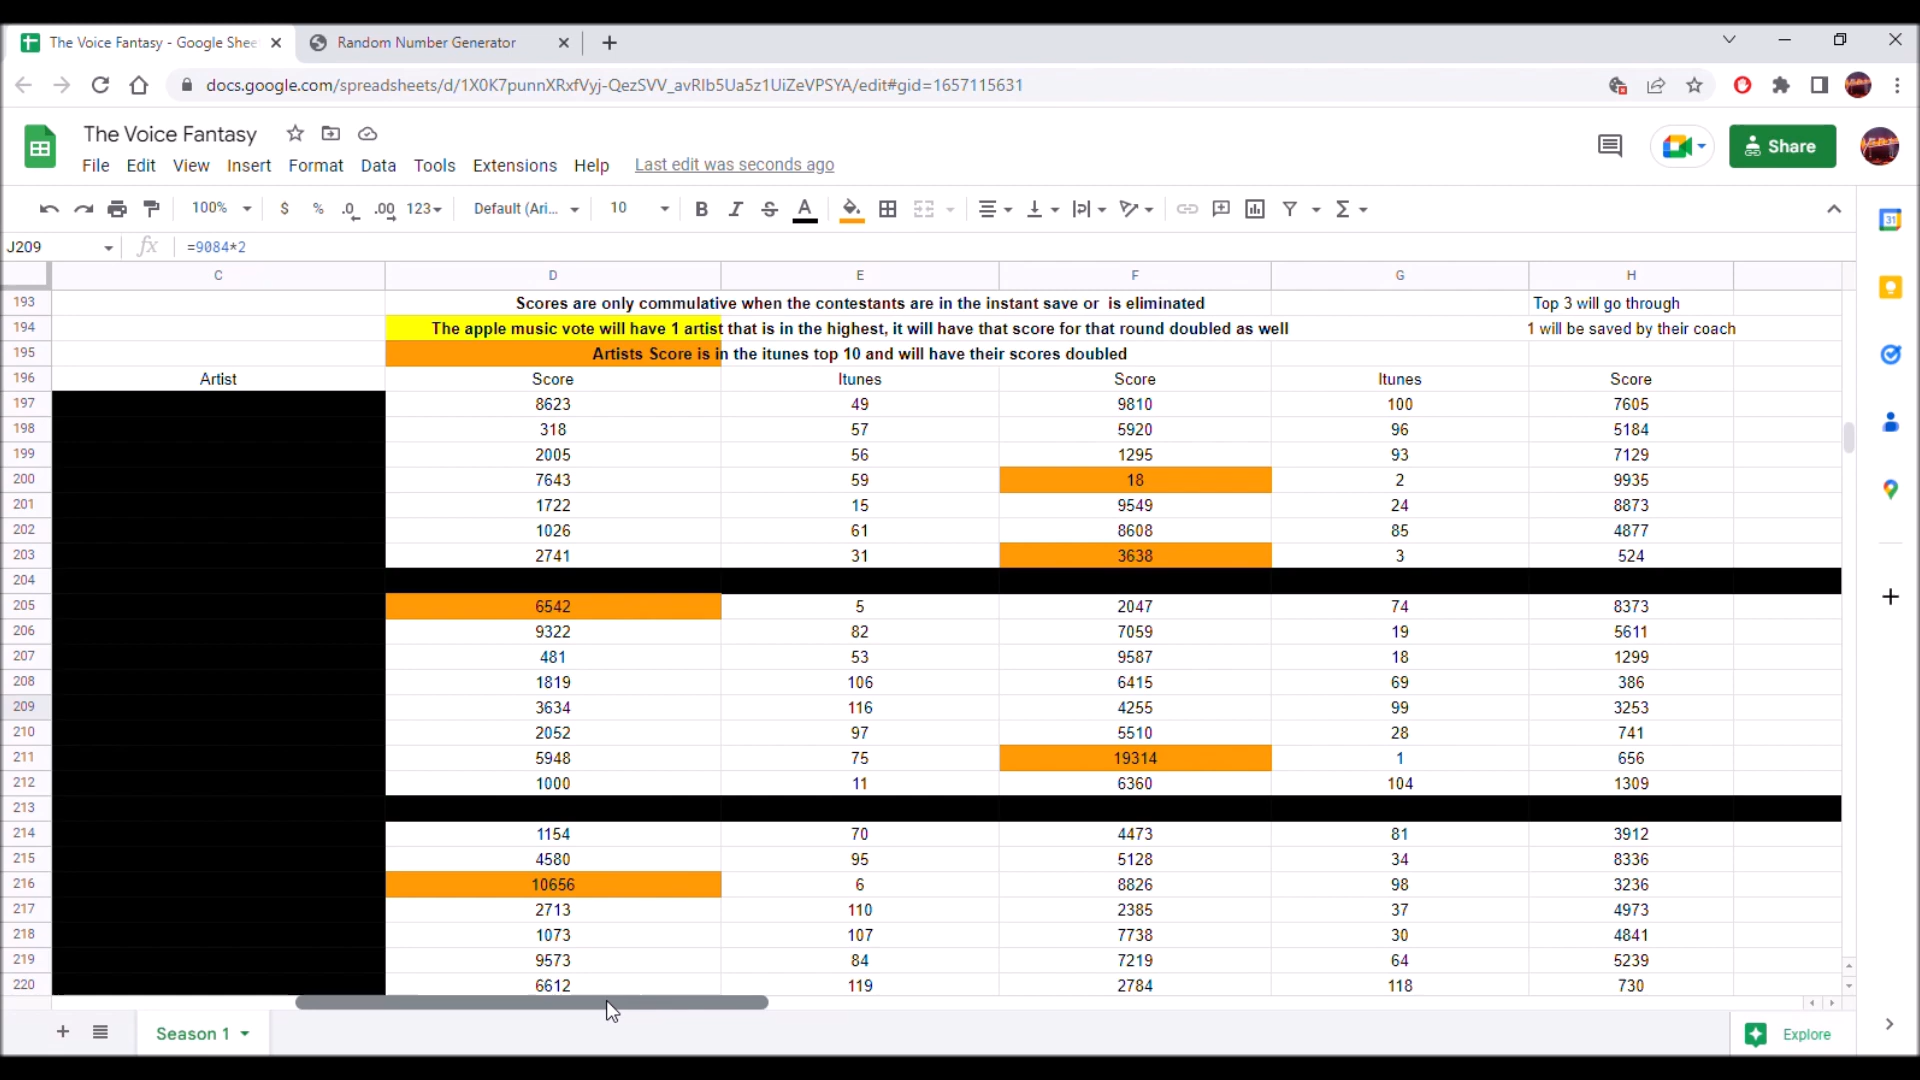 The Voice Fantasy - Google Shee
Random Number Generator
docs.google.com/spreadsheets/d/1X0K7punnXRxfVyj-QezSVV_avRIb5Ua5z1UiZeVPSYA/edit#gid=1657115631
The Voice Fantasy
File Edit View Insert Format Data Tools Extensions Help Last edit was seconds ago
Share
100% $ % .0 .00 123 Default (Ari... 10 B I S A
31
J209 fx =9084*2
C D E F G H
193 Scores are only commulative when the contestants are in the instant save or is eliminated Top 3 will go through
194 The apple music vote will have 1 artist that is in the highest, it will have that score for that round doubled as well 1 will be saved by their coach
195 Artists Score is in the itunes top 10 and will have their scores doubled
196 Artist Score Itunes Score Itunes Score
197 8623 49 9810 100 7605
198 318 57 5920 96 5184
199 2005 56 1295 93 7129
200 7643 59 18 2 9935
201 1722 15 9549 24 8873
202 1026 61 8608 85 4877
203 2741 31 3638 3 524
204
205 6542 5 2047 74 8373
206 9322 82 7059 19 5611
207 481 53 9587 18 1299
208 1819 106 6415 69 386
209 3634 116 4255 99 3253
210 2052 97 5510 28 741
211 5948 75 19314 1 656
212 1000 11 6360 104 1309
213
214 1154 70 4473 81 3912
215 4580 95 5128 34 8336
216 10656 6 8826 98 3236
217 2713 110 2385 37 4973
218 1073 107 7738 30 4841
219 9573 84 7219 64 5239
220 6612 119 2784 118 730
Season 1
Explore